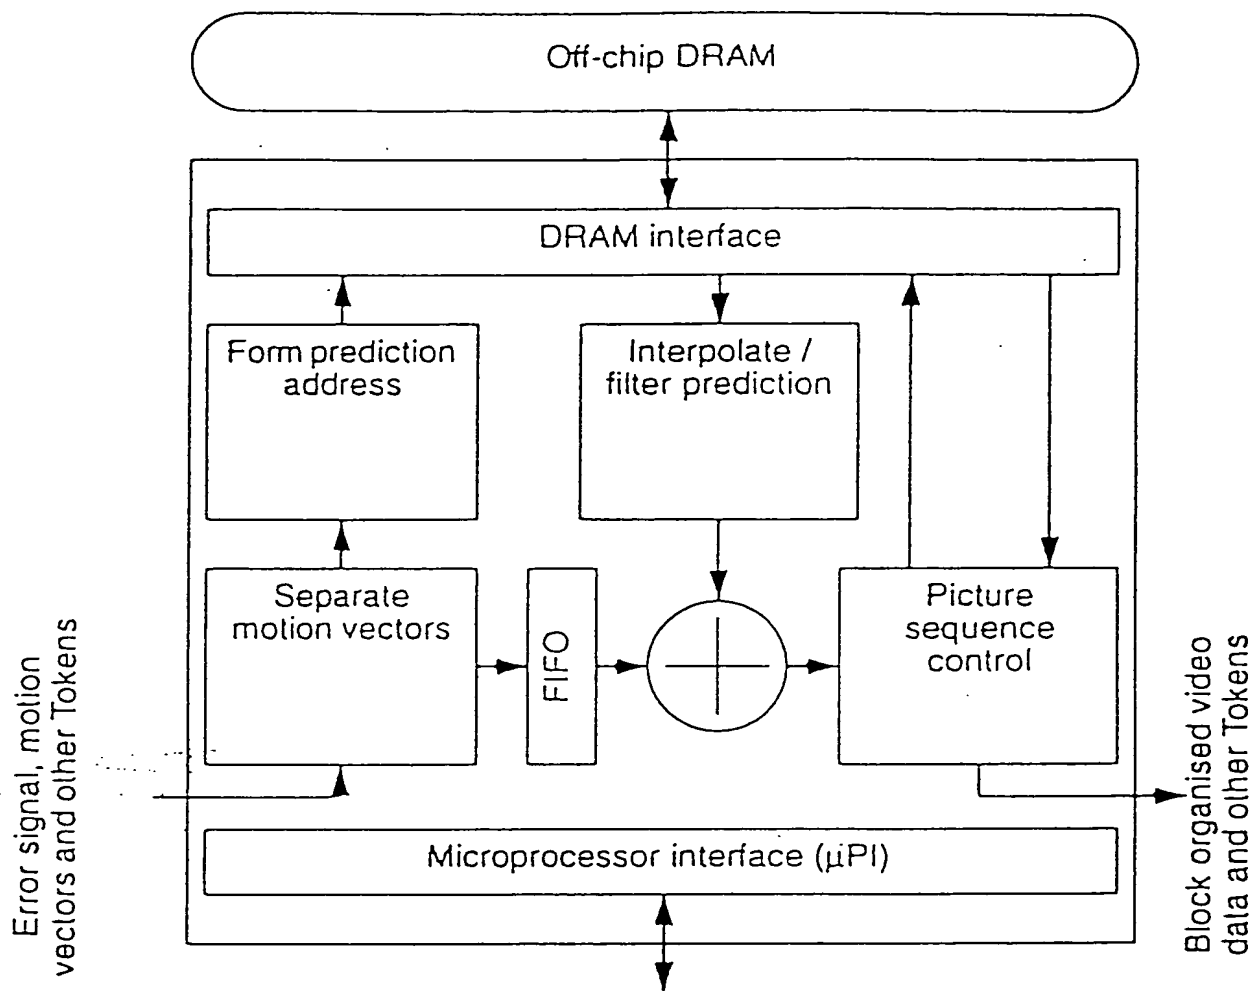 Off-chip DRAM
DRAM interface
Form prediction
address
Interpolate /
filter prediction
Separate
motion vectors
FIFO
Picture
sequence
control
Error signal, motion
vectors and other Tokens
Block organised video
data and other Tokens
Microprocessor interface (µPI)